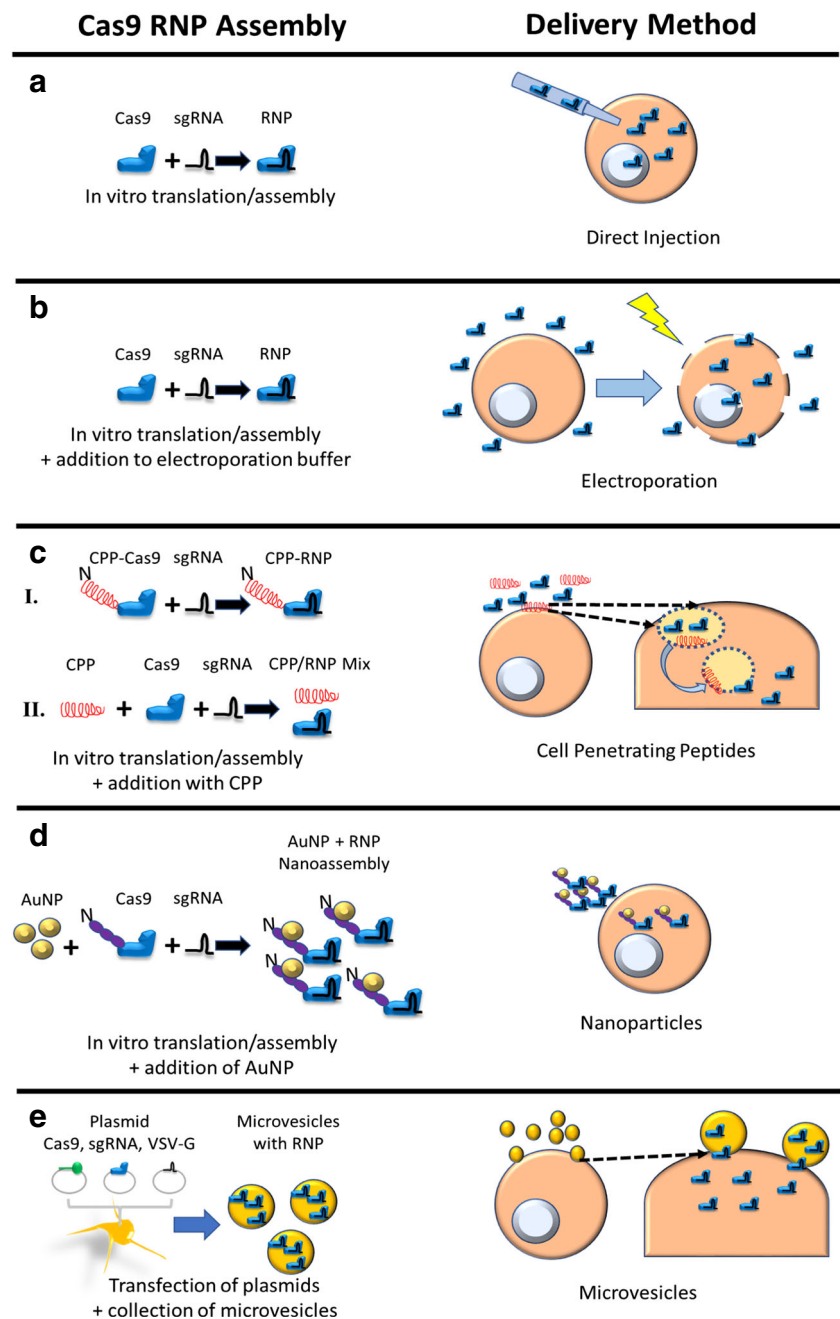 Cas9 RNP Assembly
Delivery Method
a
Cas9 sgRNA RNP
+
In vitro translation/assembly
Direct Injection
b
Cas9 sgRNA RNP
+
In vitro translation/assembly
+ addition to electroporation buffer
Electroporation
c
CPP-Cas9 sgRNA CPP-RNP
N N
I. +
CPP Cas9 sgRNA CPP/RNP Mix
II. + +
In vitro translation/assembly
+ addition with CPP
Cell Penetrating Peptides
d
AuNP + RNP
Nanoassembly
AuNP Cas9 sgRNA
N N N
+ +
N N
In vitro translation/assembly
+ addition of AuNP
Nanoparticles
e
Plasmid
Cas9, sgRNA, VSV-G
Microvesicles
with RNP
Transfection of plasmids
+ collection of microvesicles
Microvesicles